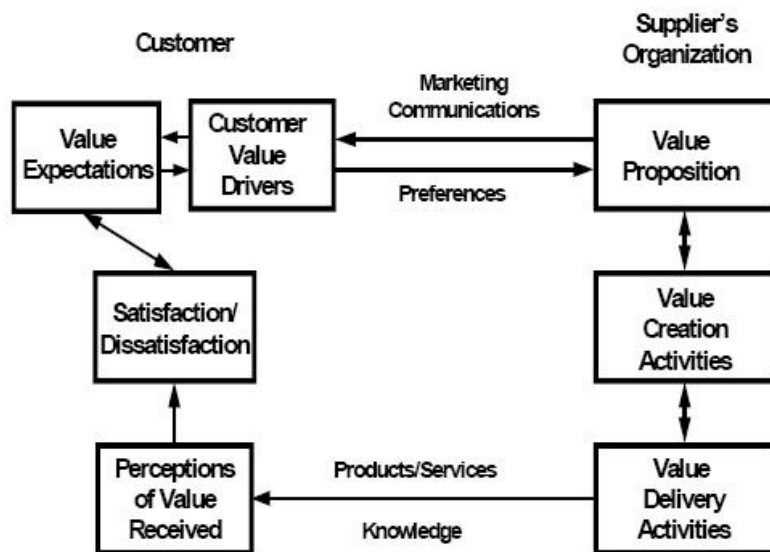 Customer
Supplier's
Organization
Marketing
Communications
Value
Expectations
Customer
Value
Drivers
Value
Proposition
Preferences
Satisfaction/
Dissatisfaction
Value
Creation
Activities
Perceptions
of Value
Received
Products/Services
Knowledge
Value
Delivery
Activities